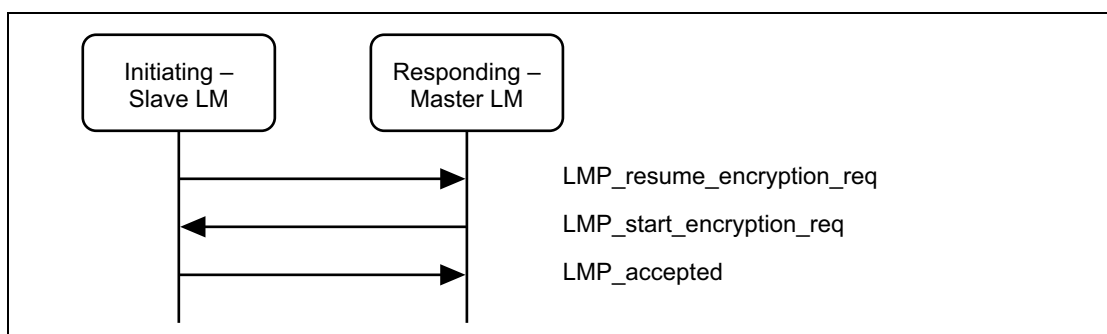 Initiating –
Slave LM
Responding –
Master LM
LMP_resume_encryption_req
LMP_start_encryption_req
LMP_accepted